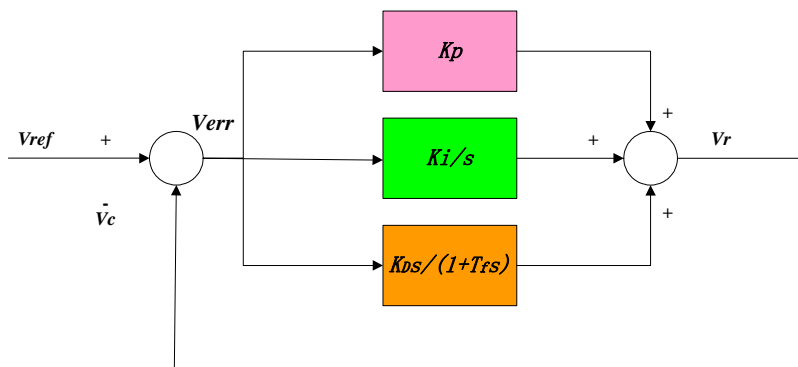 Kp
+
Verr
Vref
+
Ki/s
+
Vr
-
Vc
+
KDs/(1+Tfs)